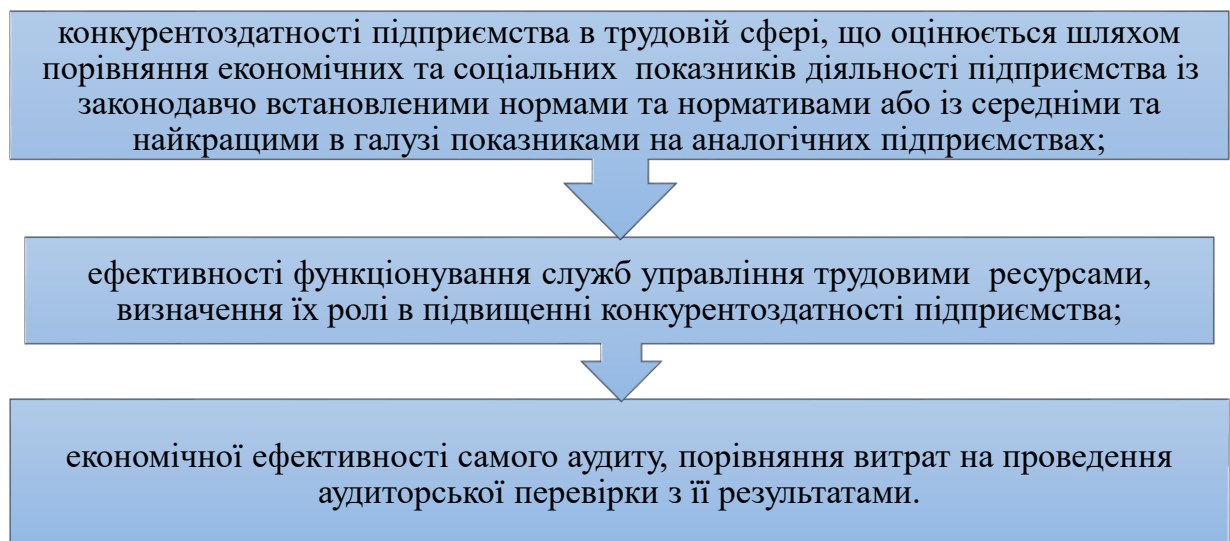 конкурентоздатності підприємства в трудовій сфері, що оцінюється шляхом
порівняння економічних та соціальних показників діяльності підприємства із
законодавчо встановленими нормами та нормативами або із середніми та
найкращими в галузі показниками на аналогічних підприємствах;
ефективності функціонування служб управління трудовими ресурсами,
визначення їх ролі в підвищенні конкурентоздатності підприємства;
економічної ефективності самого аудиту, порівняння витрат на проведення
аудиторської перевірки з її результатами.